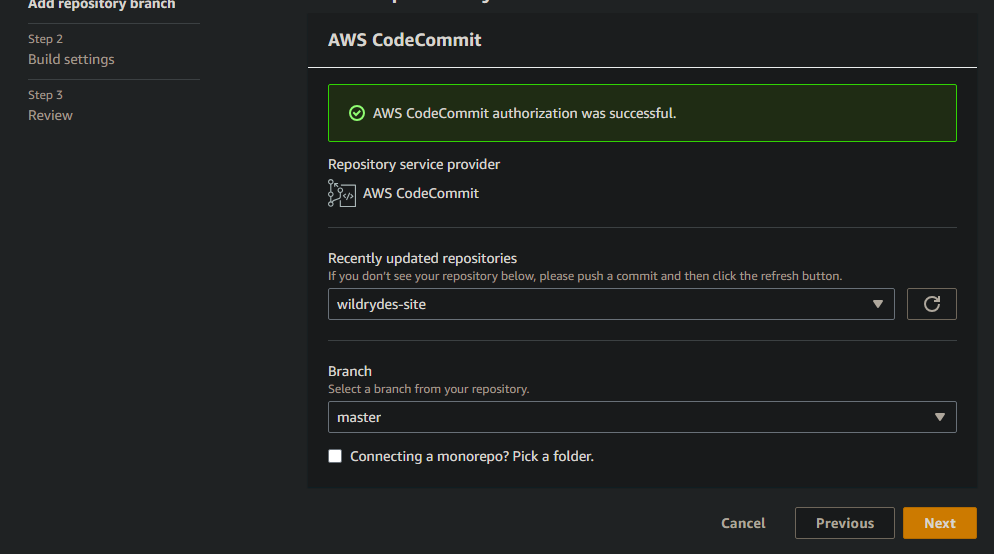 Add repository branch
Step 2
Build settings
Step 3
Review
AWS CodeCommit
AWS CodeCommit authorization was successful.
Repository service provider
AWS CodeCommit
Recently updated repositories
If you don't see your repository below, please push a commit and then click the refresh button.
wildrydes-site
Branch
Select a branch from your repository.
master
Connecting a monorepo? Pick a folder.
Cancel
Previous
Next